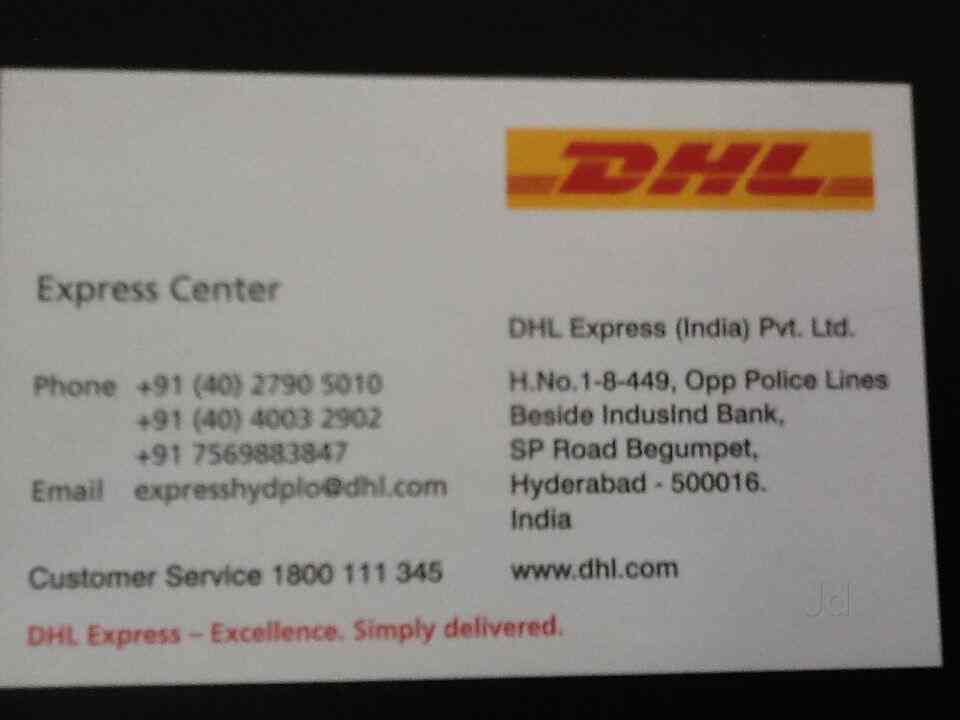 DHL
Express Center
Phone +91 (40) 2790 5010
+91 (40) 4003 2902
+91 7569883847
Email expresshydplo@dhl.com
Customer Service 1800 111 345
DHL Express (India) Pvt. Ltd.
H.No.1-8-449, Opp Police Lines
Beside IndusInd Bank,
SP Road Begumpet,
Hyderabad - 500016.
India
www.dhl.com
DHL Express – Excellence. Simply delivered.
Jd